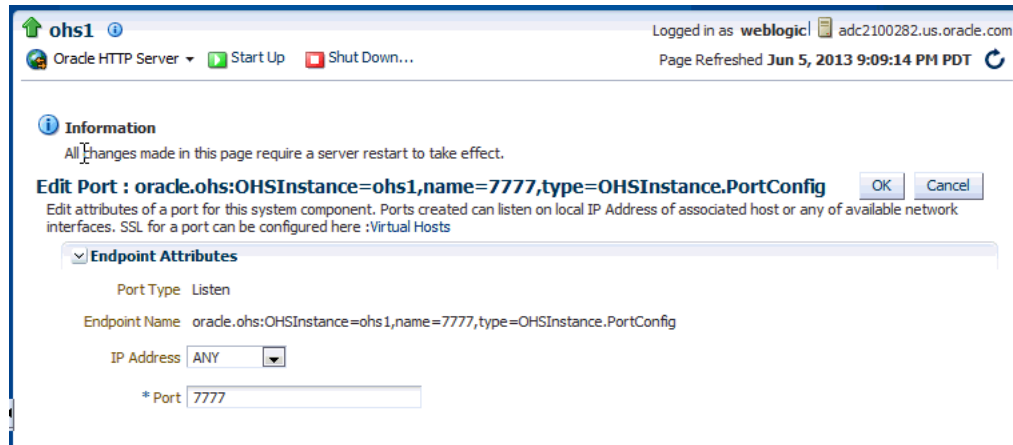 ohs1
Logged in as weblogic| adc2100282.us.oracle.com
Oracle HTTP Server Start Up Shut Down...
Page Refreshed Jun 5, 2013 9:09:14 PM PDT
Information
All changes made in this page require a server restart to take effect.
Edit Port : oracle.ohs:OHSInstance=ohs1,name=7777,type=OHSInstance.PortConfig OK Cancel
Edit attributes of a port for this system component. Ports created can listen on local IP Address of associated host or any of available network
interfaces. SSL for a port can be configured here :Virtual Hosts
Endpoint Attributes
Port Type Listen
Endpoint Name oracle.ohs:OHSInstance=ohs1,name=7777,type=OHSInstance.PortConfig
IP Address ANY
* Port 7777